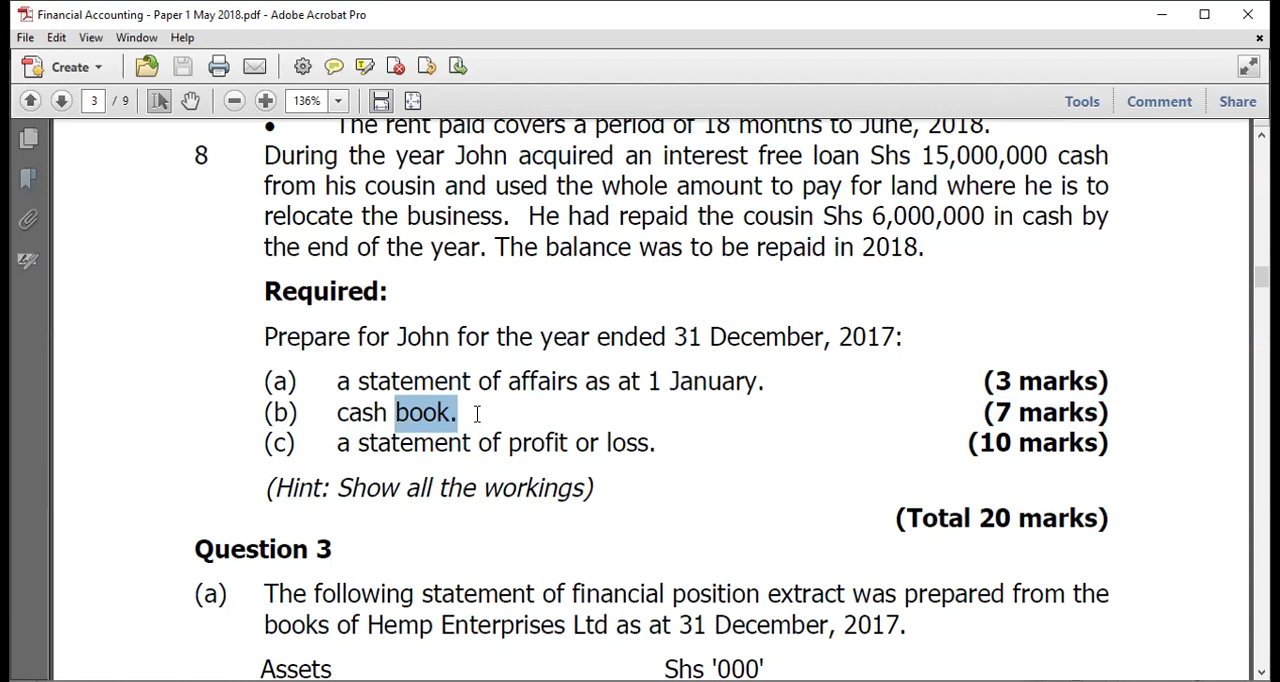 Financial Accounting - Paper 1 May 2018.pdf - Adobe Acrobat Pro
File Edit View Window Help
Create
3 / 9 136% Tools Comment Share
• The rent paid covers a period of 18 months to June, 2018.
8 During the year John acquired an interest free loan Shs 15,000,000 cash
from his cousin and used the whole amount to pay for land where he is to
relocate the business. He had repaid the cousin Shs 6,000,000 in cash by
the end of the year. The balance was to be repaid in 2018.
Required:
Prepare for John for the year ended 31 December, 2017:
(a) a statement of affairs as at 1 January. (3 marks)
(b) cash book. (7 marks)
(c) a statement of profit or loss. (10 marks)
(Hint: Show all the workings)
(Total 20 marks)
Question 3
(a) The following statement of financial position extract was prepared from the
books of Hemp Enterprises Ltd as at 31 December, 2017.
Assets Shs '000'